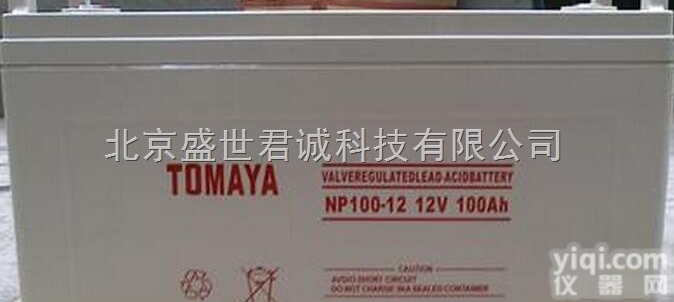 北京盛世君诚科技有限公司
VALVEREGULATEDLEAD-ACIDBATTERY
TOMAYA
NP100-12 12V 100Ah
CAUTION
AVOID SHORT CIRCUIT
DO NOT CHARGE IN A SEALED CONTAINER
yiqi.com
仪器网